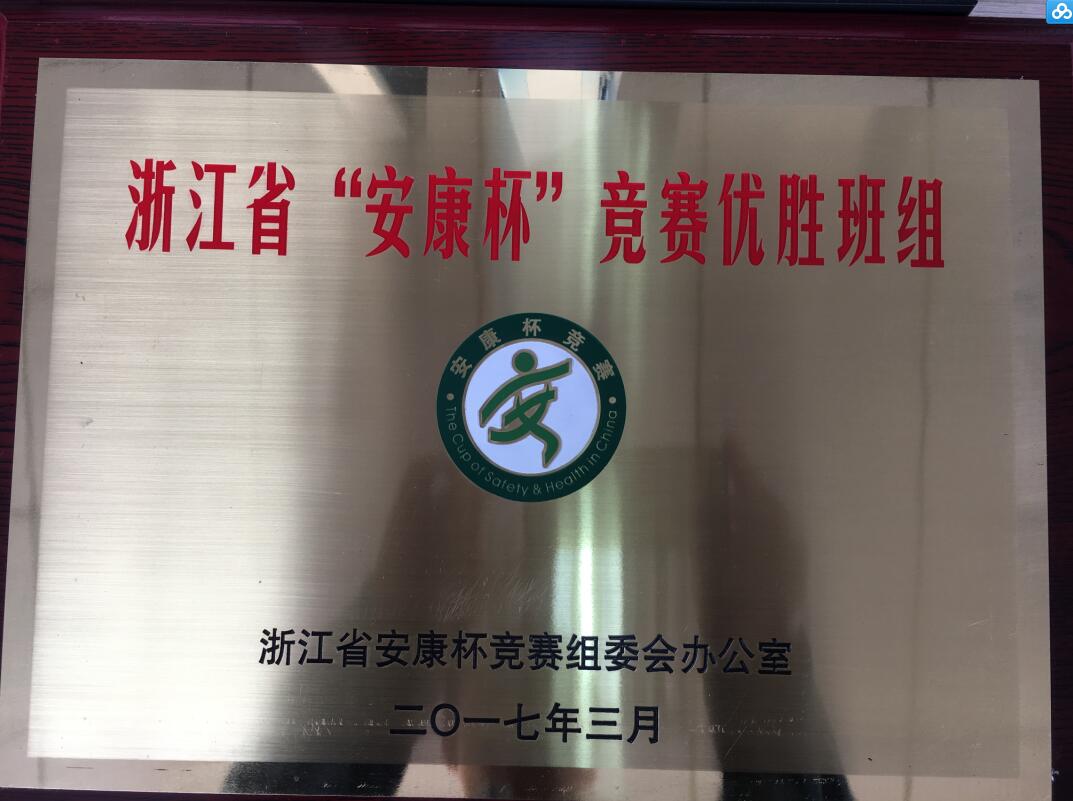 浙江省“安康杯”竞赛优胜班组
安康杯竞赛
The Cup of Safety & Health in China
浙江省安康杯竞赛组委会办公室
二〇一七年三月